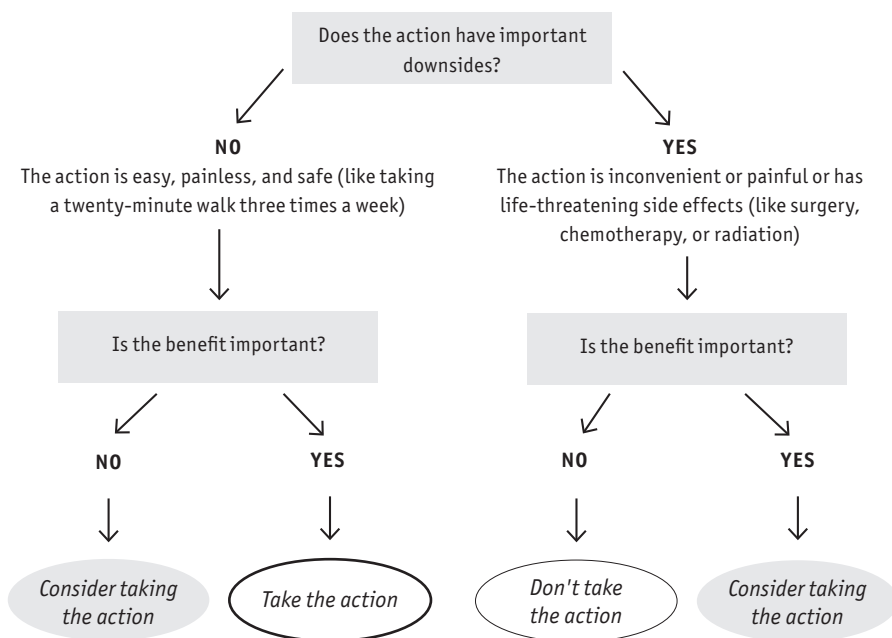 Does the action have important
downsides?
NO
The action is easy, painless, and safe (like taking
a twenty-minute walk three times a week)
YES
The action is inconvenient or painful or has
life-threatening side effects (like surgery,
chemotherapy, or radiation)
Is the benefit important?
Is the benefit important?
NO
YES
NO
YES
Consider taking
the action
Take the action
Don't take
the action
Consider taking
the action